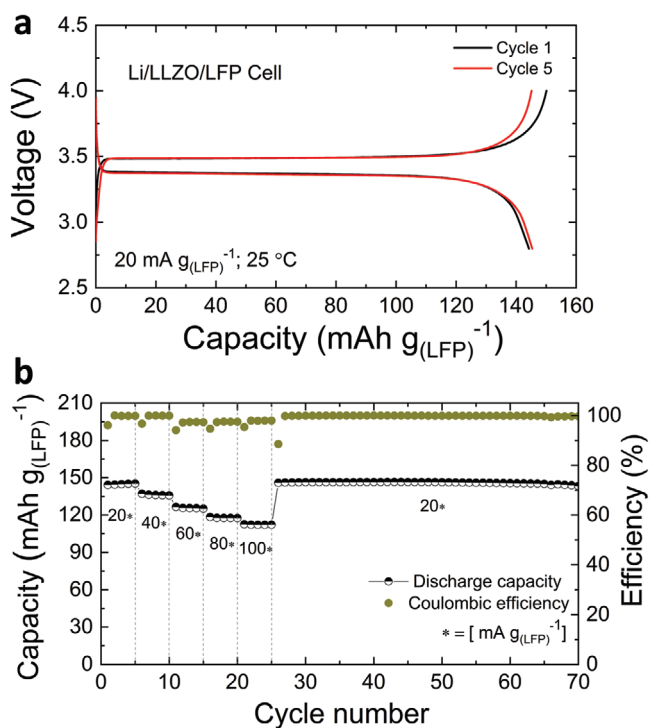 a
4.5
4.0
3.5
3.0
2.5
Voltage (V)
Cycle 1
Cycle 5
Li/LLZO/LFP Cell
20 mA g(LFP)⁻¹; 25 °C
0 20 40 60 80 100 120 140 160
Capacity (mAh g(LFP)⁻¹)
b
210
180
150
120
90
60
30
0
Capacity (mAh g(LFP)⁻¹)
100
80
60
40
20
0
Efficiency (%)
20* 40* 60* 80* 100* 20*
Discharge capacity
Coulombic efficiency
* = [ mA g(LFP)⁻¹]
0 10 20 30 40 50 60 70
Cycle number